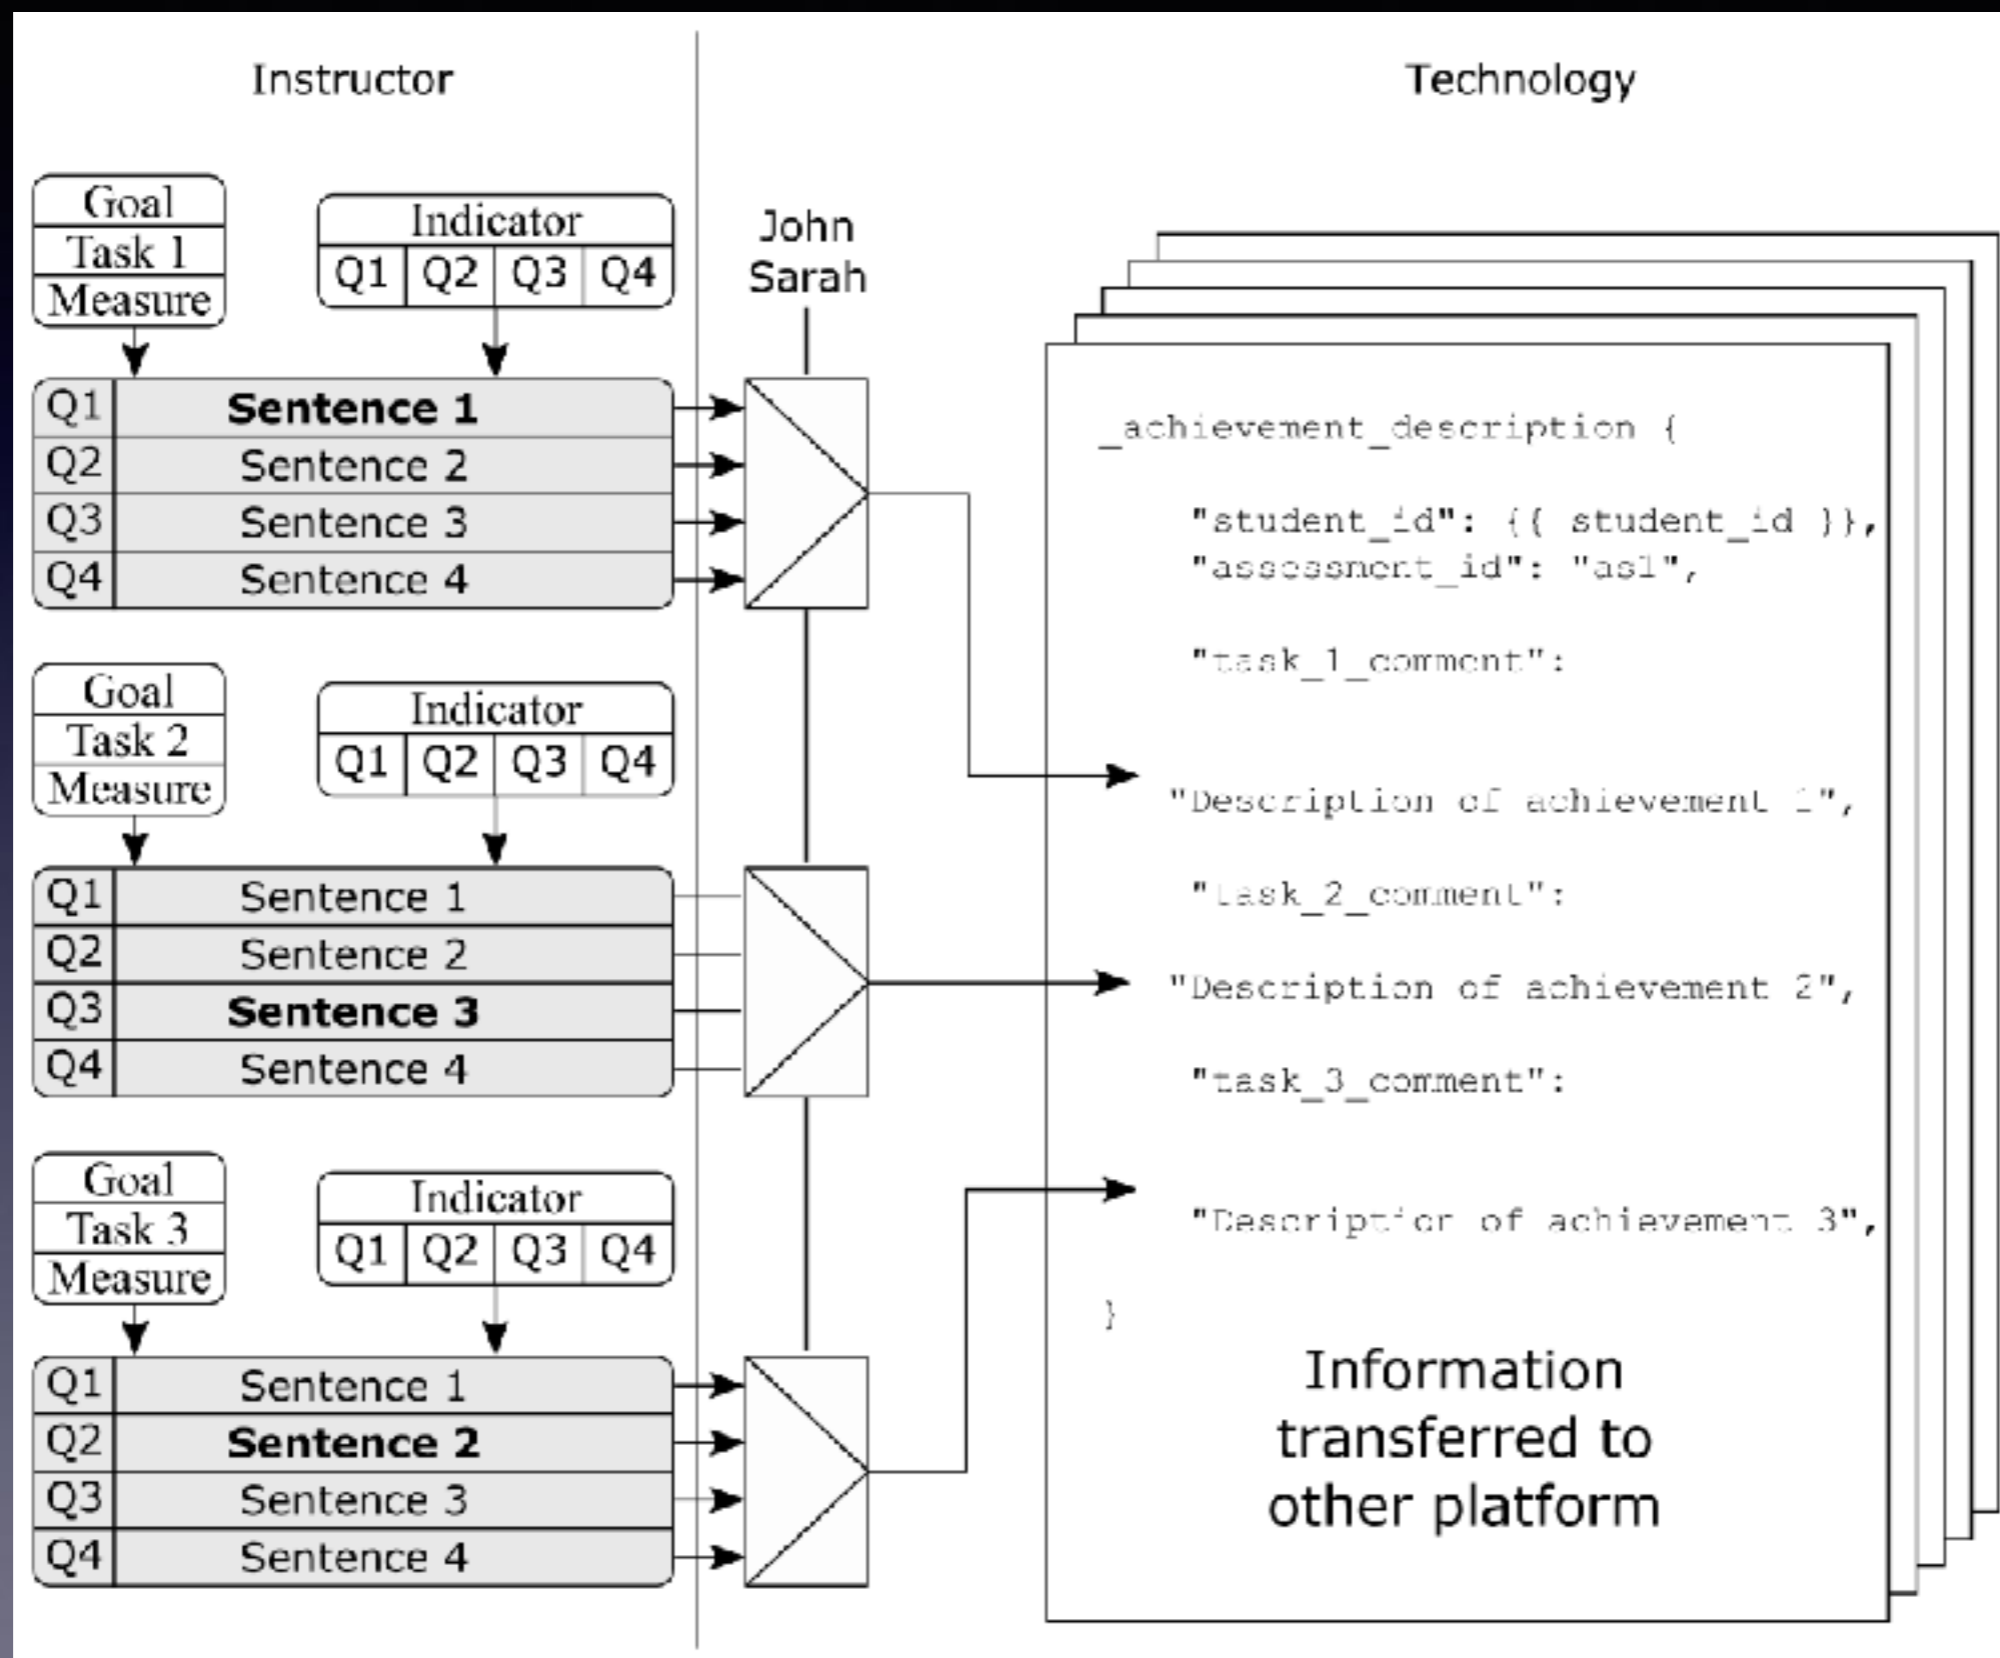 Instructor
Technology
Goal
Task 1
Measure
Indicator
Q1 Q2 Q3 Q4
John
Sarah
Q1 Sentence 1
Q2 Sentence 2
Q3 Sentence 3
Q4 Sentence 4
Goal
Task 2
Measure
Indicator
Q1 Q2 Q3 Q4
Q1 Sentence 1
Q2 Sentence 2
Q3 Sentence 3
Q4 Sentence 4
Goal
Task 3
Measure
Indicator
Q1 Q2 Q3 Q4
Q1 Sentence 1
Q2 Sentence 2
Q3 Sentence 3
Q4 Sentence 4
_achievement_description {
"student_id": {{ student_id }},
"assessment_id": "as1",
"task_1_comment":
"Description of achievement 1",
"task_2_comment":
"Description of achievement 2",
"task_3_comment":
"Description of achievement 3",
}
Information
transferred to
other platform